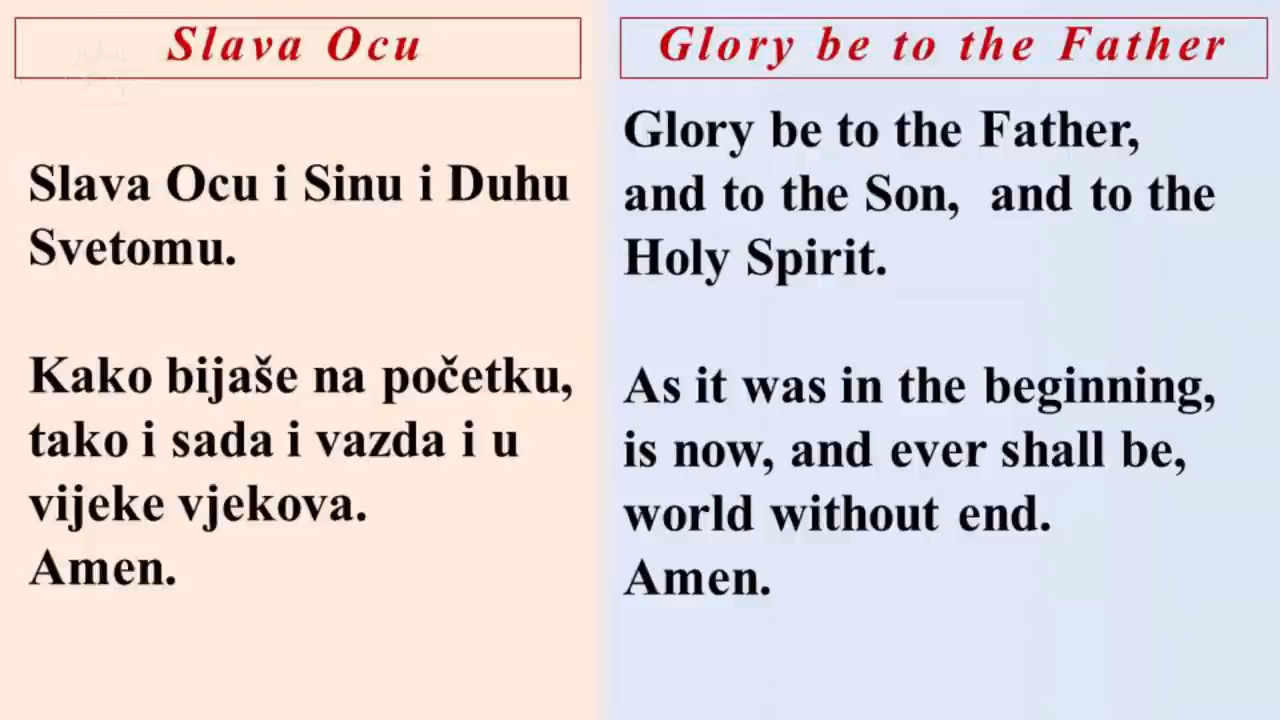 Slava Ocu
Slava Ocu i Sinu i Duhu
Svetomu.
Kako bijaše na početku,
tako i sada i vazda i u
vijeke vjekova.
Amen.
Glory be to the Father
Glory be to the Father,
and to the Son, and to the
Holy Spirit.
As it was in the beginning,
is now, and ever shall be,
world without end.
Amen.